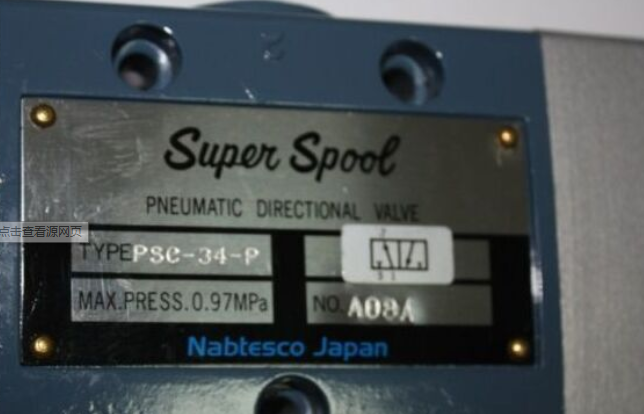 2
Super Spool
PNEUMATIC DIRECTIONAL VALVE
点击查看源网页
TYPE PSC-34-P
MAX.PRESS.0.97MPa
NO. A08A
Nabtesco Japan